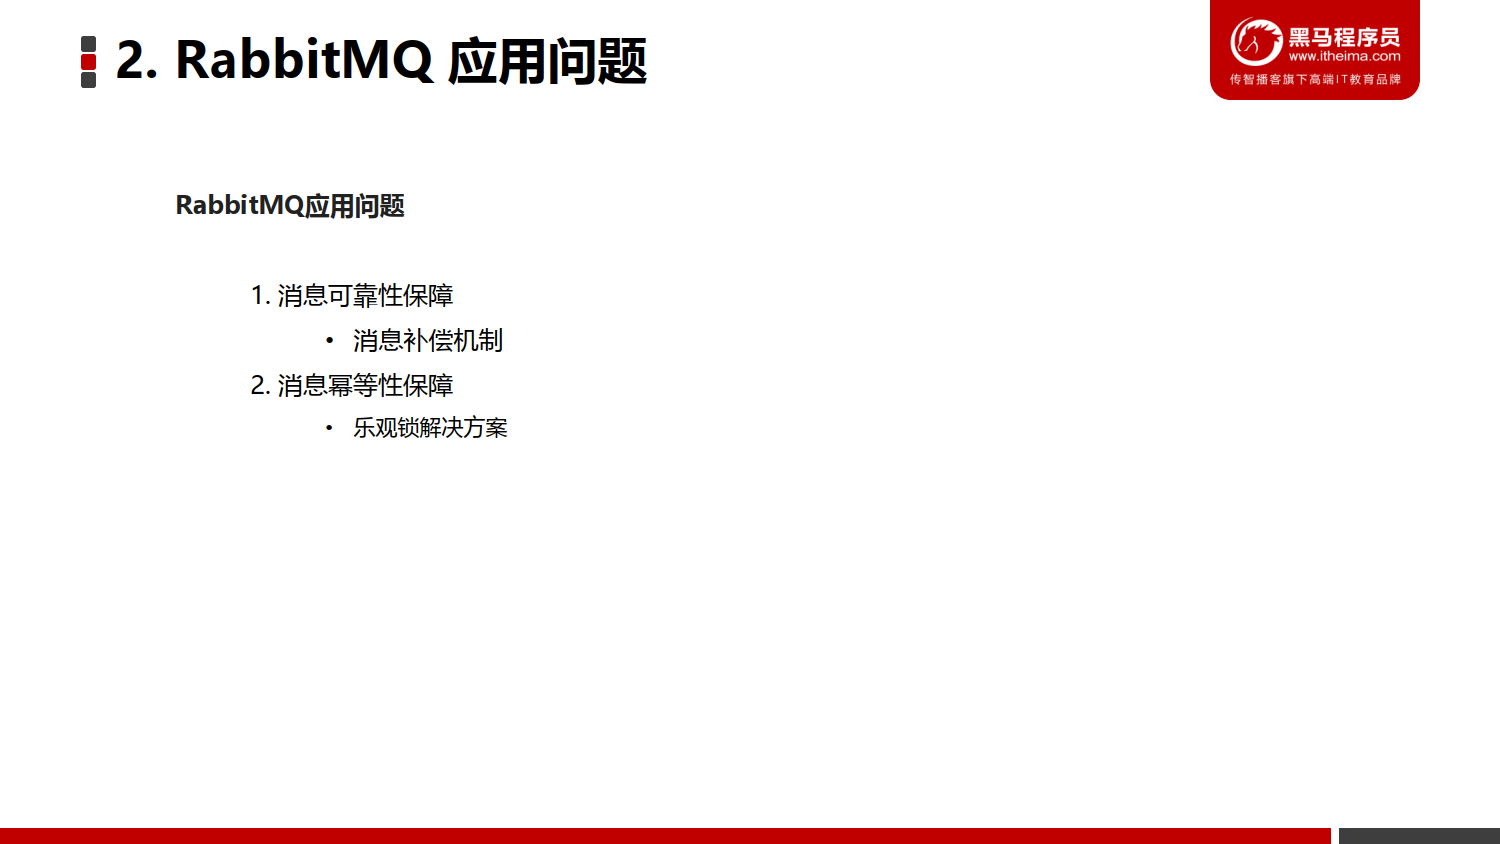 2. RabbitMQ 应用问题
黑马程序员
www.itheima.com
传智播客旗下高端IT教育品牌
RabbitMQ应用问题
1. 消息可靠性保障
• 消息补偿机制
2. 消息幂等性保障
• 乐观锁解决方案